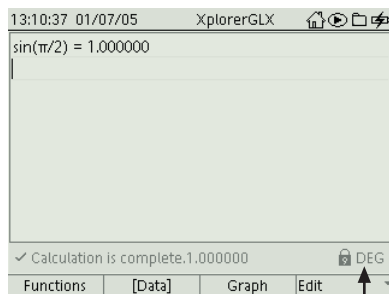 13:10:37 01/07/05 XplorerGLX
sin(π/2) = 1.000000
✓ Calculation is complete.1.000000 DEG
Functions [Data] Graph Edit